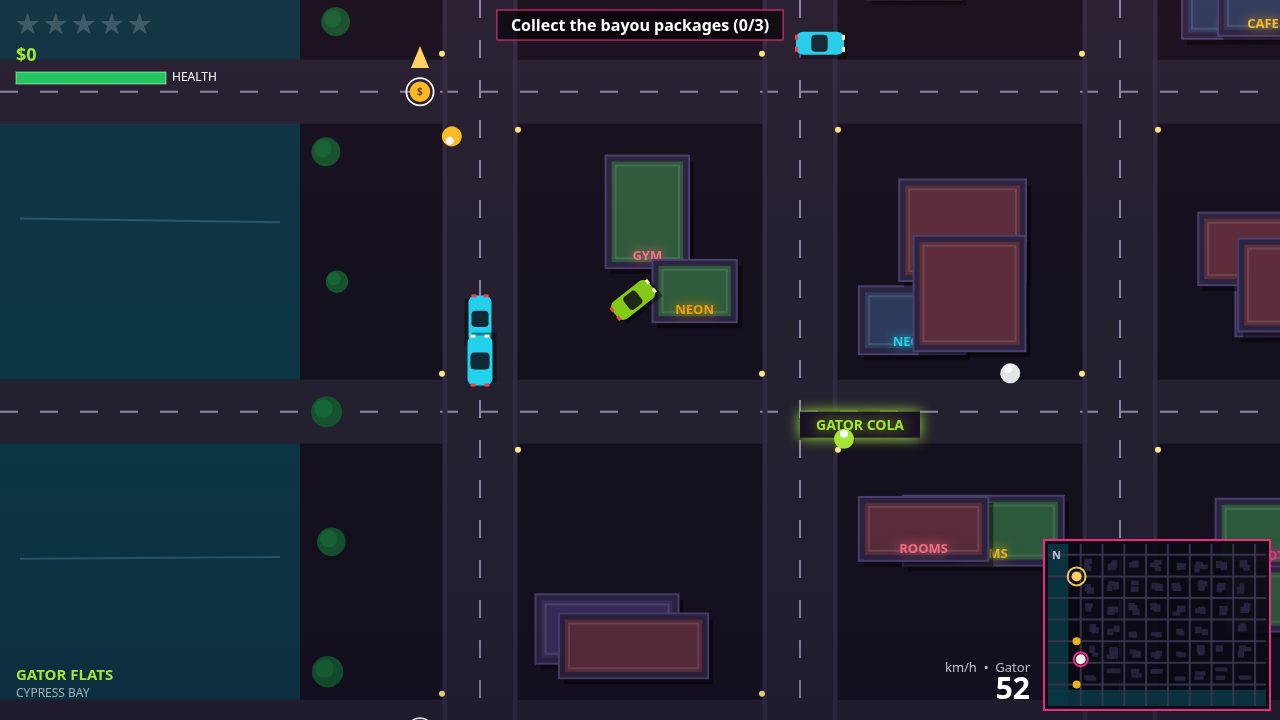 Collect the bayou packages (0/3)
CAFE
$0
HEALTH
$
GYM
NEON
GATOR COLA
ROOMS
MS
N
km/h • Gator
52
GATOR FLATS
CYPRESS BAY